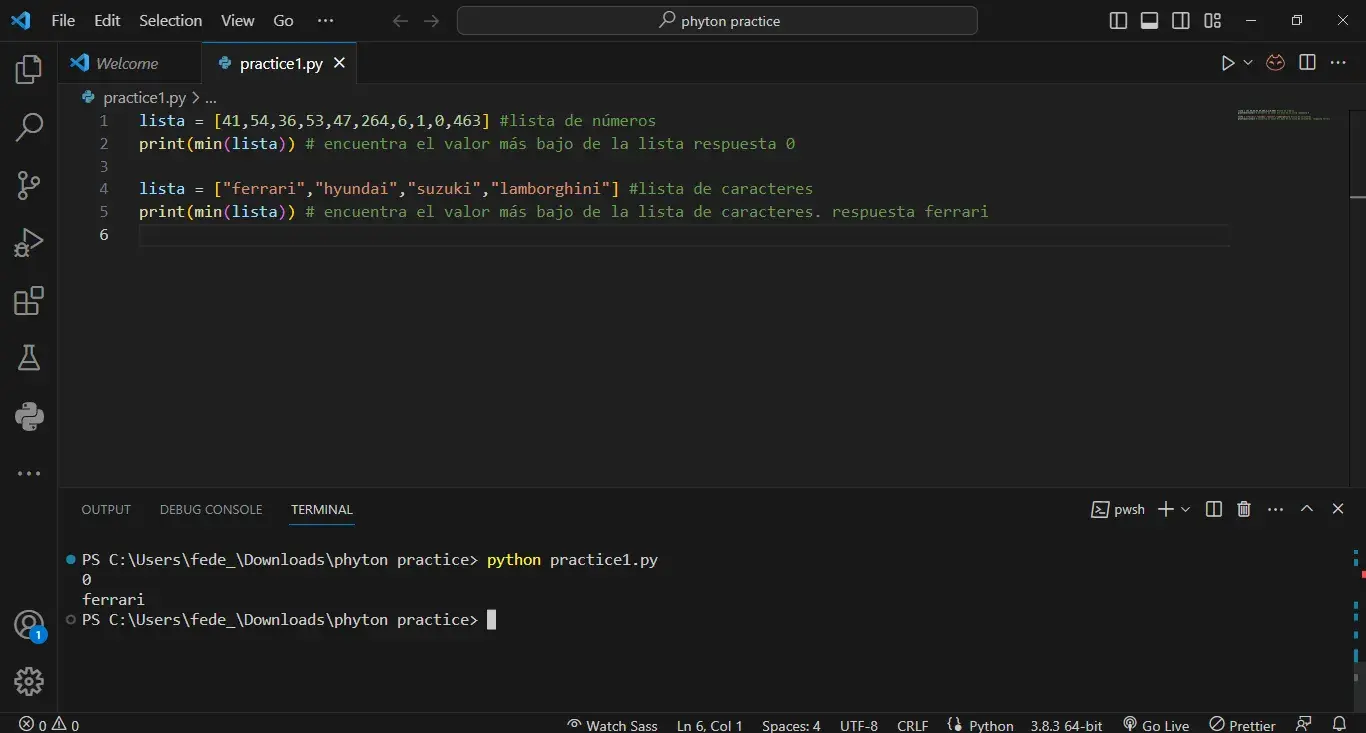 File Edit Selection View Go ··· phyton practice
Welcome practice1.py
practice1.py > ...
1 lista = [41,54,36,53,47,264,6,1,0,463] #lista de números
2 print(min(lista)) # encuentra el valor más bajo de la lista respuesta 0
3
4 lista = ["ferrari","hyundai","suzuki","lamborghini"] #lista de caracteres
5 print(min(lista)) # encuentra el valor más bajo de la lista de caracteres. respuesta ferrari
6
OUTPUT DEBUG CONSOLE TERMINAL pwsh
PS C:\Users\fede_\Downloads\phyton practice> python practice1.py
0
ferrari
PS C:\Users\fede_\Downloads\phyton practice>
1
0 0 Watch Sass Ln 6, Col 1 Spaces: 4 UTF-8 CRLF Python 3.8.3 64-bit Go Live Prettier